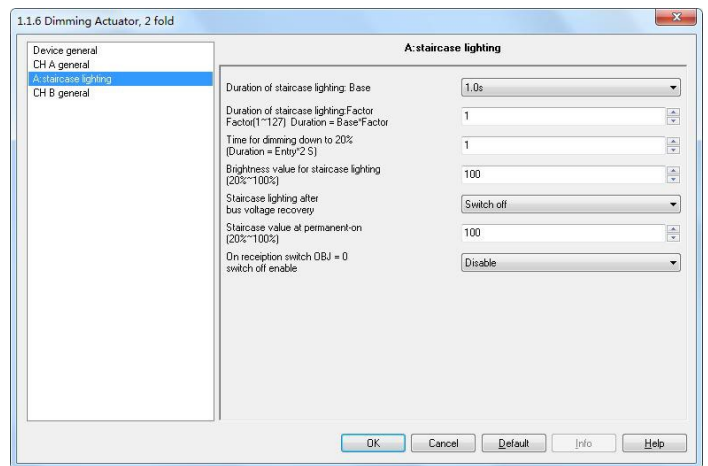 1.1.6 Dimming Actuator, 2 fold
Device general
CH A general
A:staircase lighting
CH B general
A:staircase lighting
Duration of staircase lighting: Base
1.0s
Duration of staircase lighting:Factor
Factor(1~127) Duration = Base*Factor
1
Time for dimming down to 20%
(Duration = Entry*2 S)
1
Brightness value for staircase lighting
(20%~100%)
100
Staircase lighting after
bus voltage recovery
Switch off
Staircase value at permanent-on
(20%~100%)
100
On receiption switch OBJ = 0
switch off enable
Disable
OK
Cancel
Default
Info
Help